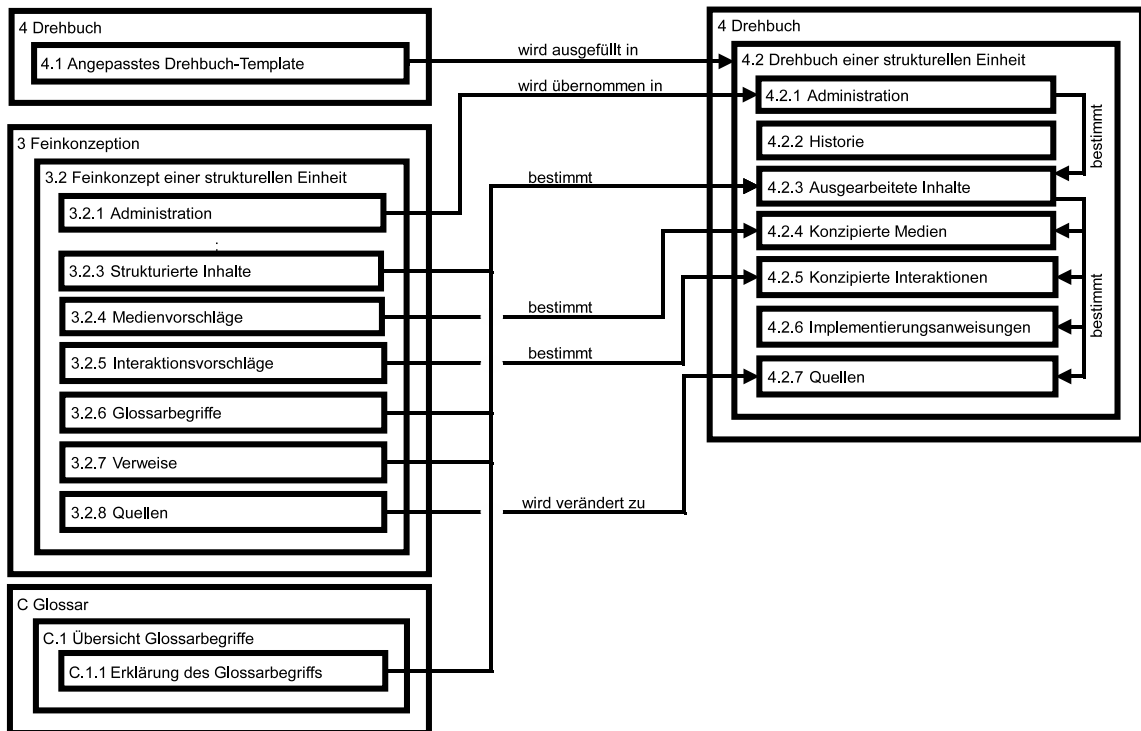 4 Drehbuch
4.1 Angepasstes Drehbuch-Template
3 Feinkonzeption
3.2 Feinkonzept einer strukturellen Einheit
3.2.1 Administration
:
3.2.3 Strukturierte Inhalte
3.2.4 Medienvorschläge
3.2.5 Interaktionsvorschläge
3.2.6 Glossarbegriffe
3.2.7 Verweise
3.2.8 Quellen
C Glossar
C.1 Übersicht Glossarbegriffe
C.1.1 Erklärung des Glossarbegriffs
wird ausgefüllt in
wird übernommen in
bestimmt
bestimmt
bestimmt
wird verändert zu
4 Drehbuch
4.2 Drehbuch einer strukturellen Einheit
4.2.1 Administration
4.2.2 Historie
4.2.3 Ausgearbeitete Inhalte
4.2.4 Konzipierte Medien
4.2.5 Konzipierte Interaktionen
4.2.6 Implementierungsanweisungen
4.2.7 Quellen
bestimmt
bestimmt